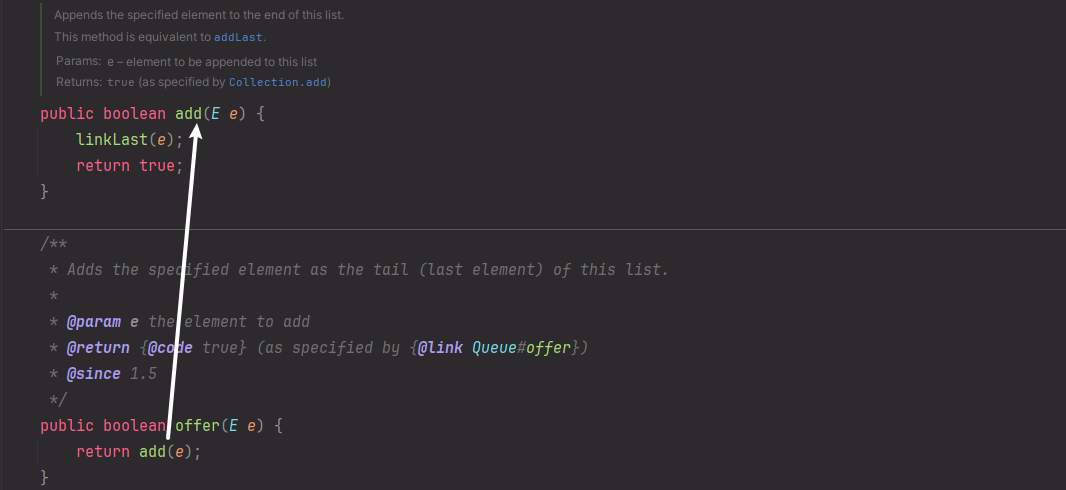 Appends the specified element to the end of this list.
This method is equivalent to addLast.
Params: e – element to be appended to this list
Returns: true (as specified by Collection.add)
public boolean add(E e) {
    linkLast(e);
    return true;
}
/**
 * Adds the specified element as the tail (last element) of this list.
 *
 * @param e the element to add
 * @return {@code true} (as specified by {@link Queue#offer})
 * @since 1.5
 */
public boolean offer(E e) {
    return add(e);
}